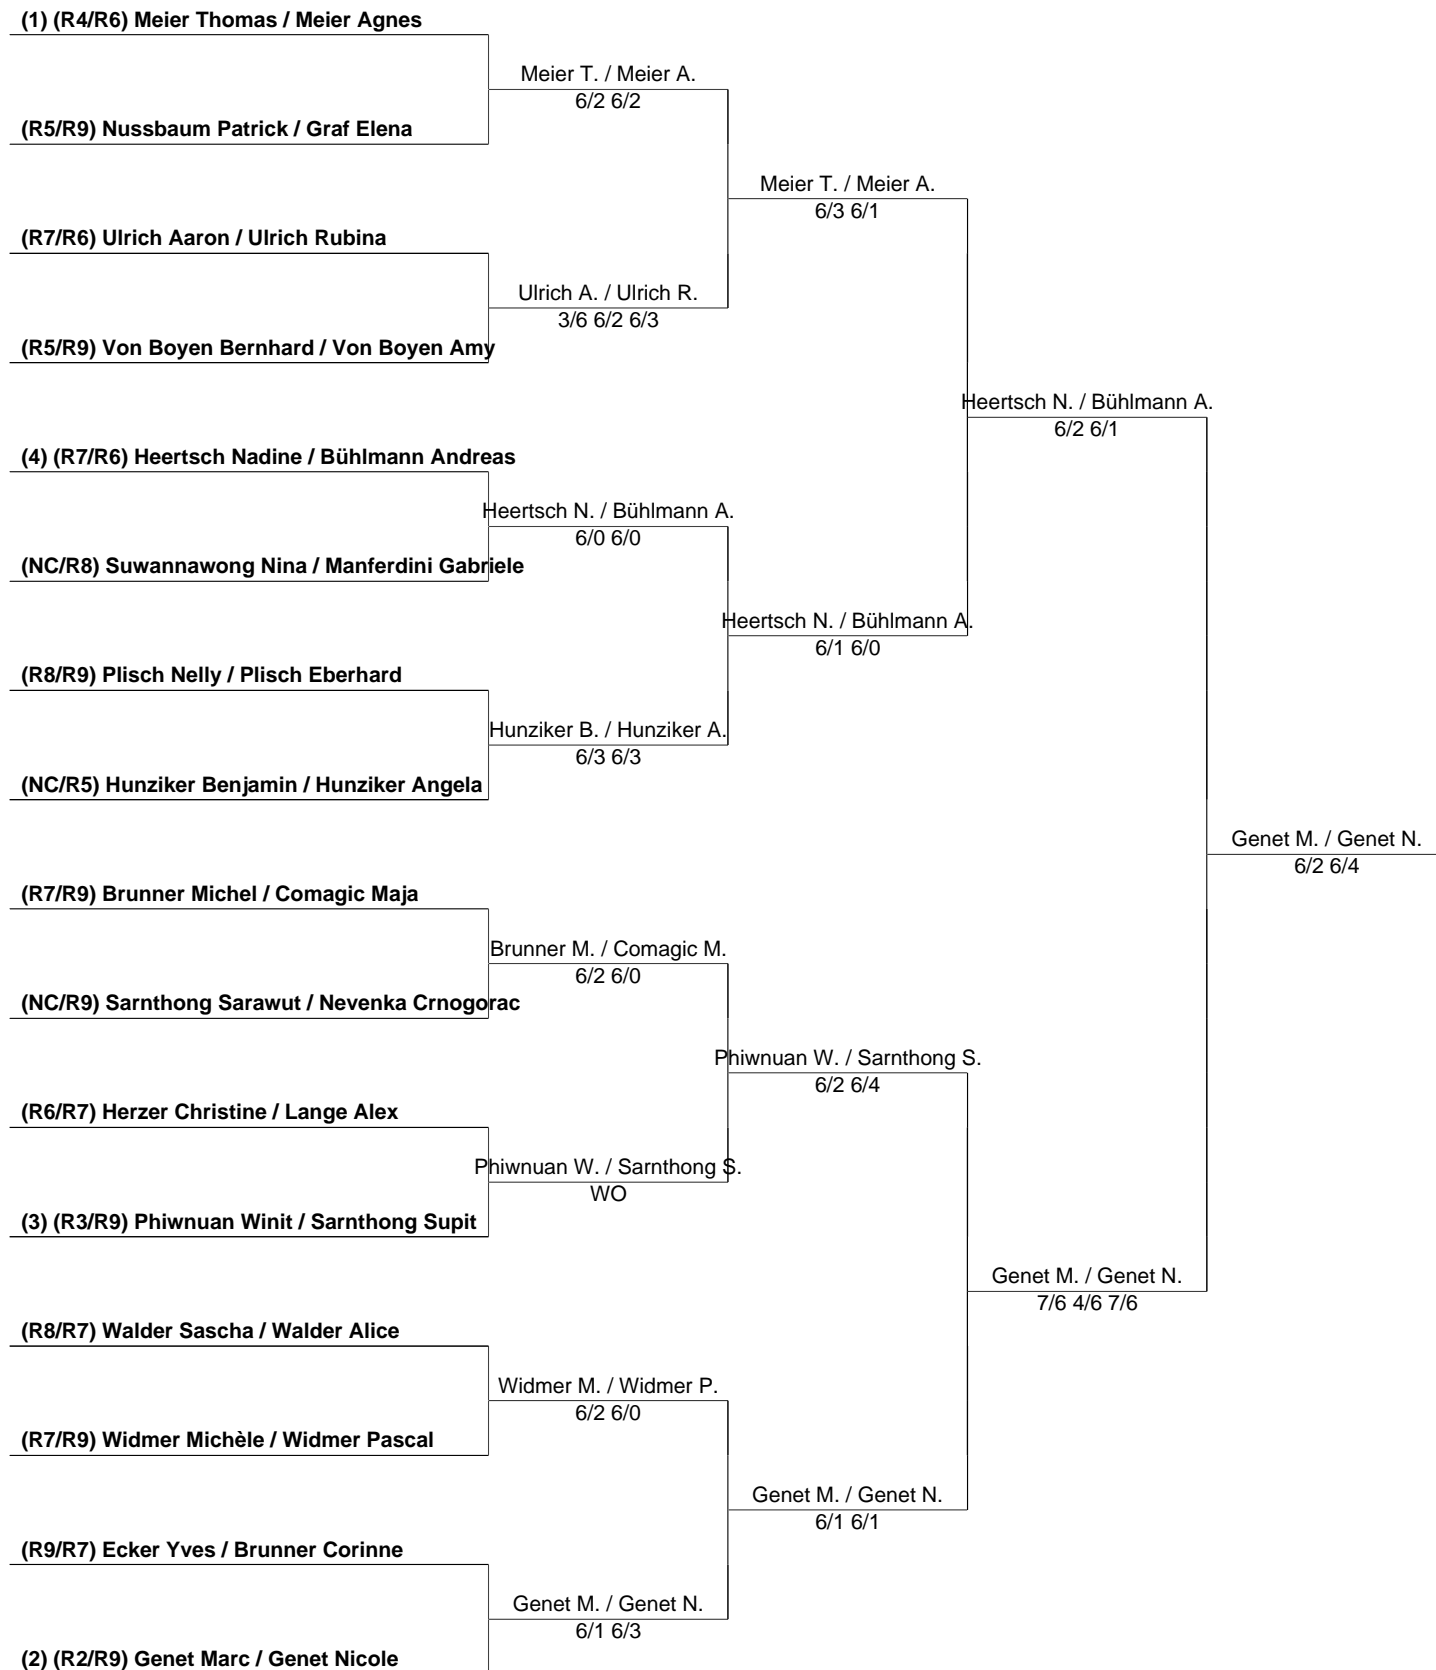 (1) (R4/R6) Meier Thomas / Meier Agnes
Meier T. / Meier A.
6/2 6/2
(R5/R9) Nussbaum Patrick / Graf Elena
Meier T. / Meier A.
6/3 6/1
(R7/R6) Ulrich Aaron / Ulrich Rubina
Ulrich A. / Ulrich R.
3/6 6/2 6/3
(R5/R9) Von Boyen Bernhard / Von Boyen Amy
Heertsch N. / Bühlmann A.
6/2 6/1
(4) (R7/R6) Heertsch Nadine / Bühlmann Andreas
Heertsch N. / Bühlmann A.
6/0 6/0
(NC/R8) Suwannawong Nina / Manferdini Gabriele
Heertsch N. / Bühlmann A.
6/1 6/0
(R8/R9) Plisch Nelly / Plisch Eberhard
Hunziker B. / Hunziker A.
6/3 6/3
(NC/R5) Hunziker Benjamin / Hunziker Angela
Genet M. / Genet N.
6/2 6/4
(R7/R9) Brunner Michel / Comagic Maja
Brunner M. / Comagic M.
6/2 6/0
(NC/R9) Sarnthong Sarawut / Nevenka Crnogorac
Phiwnuan W. / Sarnthong S.
6/2 6/4
(R6/R7) Herzer Christine / Lange Alex
Phiwnuan W. / Sarnthong S.
WO
(3) (R3/R9) Phiwnuan Winit / Sarnthong Supit
Genet M. / Genet N.
7/6 4/6 7/6
(R8/R7) Walder Sascha / Walder Alice
Widmer M. / Widmer P.
6/2 6/0
(R7/R9) Widmer Michèle / Widmer Pascal
Genet M. / Genet N.
6/1 6/1
(R9/R7) Ecker Yves / Brunner Corinne
Genet M. / Genet N.
6/1 6/3
(2) (R2/R9) Genet Marc / Genet Nicole